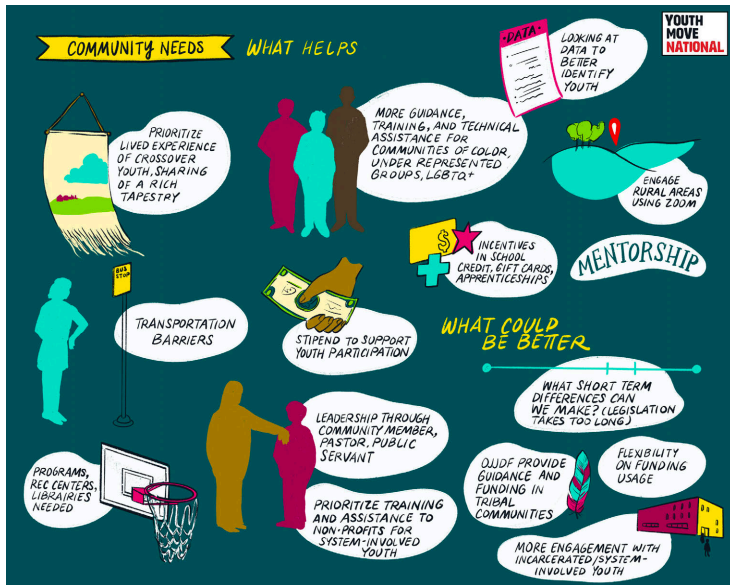 COMMUNITY NEEDS
WHAT HELPS
DATA
LOOKING AT
DATA TO
BETTER
IDENTIFY
YOUTH
YOUTH
MOVE
NATIONAL
PRIORITIZE
LIVED EXPERIENCE
OF CROSSOVER
YOUTH, SHARING
OF A RICH
TAPESTRY
MORE GUIDANCE,
TRAINING, AND TECHNICAL
ASSISTANCE FOR
COMMUNITIES OF COLOR,
UNDER REPRESENTED
GROUPS, LGBTQ+
ENGAGE
RURAL AREAS
USING ZOOM
$
INCENTIVES
IN SCHOOL
CREDIT, GIFT CARDS,
APPRENTICESHIPS
MENTORSHIP
BUS
STOP
TRANSPORTATION
BARRIERS
STIPEND TO SUPPORT
YOUTH PARTICIPATION
WHAT COULD
BE BETTER
WHAT SHORT TERM
DIFFERENCES CAN
WE MAKE? (LEGISLATION
TAKES TOO LONG)
LEADERSHIP THROUGH
COMMUNITY MEMBER,
PASTOR, PUBLIC
SERVANT
PROGRAMS,
REC CENTERS,
LIBRAIRIES
NEEDED
PRIORITIZE TRAINING
AND ASSISTANCE TO
NON-PROFITS FOR
SYSTEM-INVOLVED
YOUTH
OJJDF PROVIDE
GUIDANCE AND
FUNDING IN
TRIBAL
COMMUNITIES
FLEXIBILITY
ON FUNDING
USAGE
MORE ENGAGEMENT WITH
INCARCERATED/SYSTEM-
INVOLVED YOUTH